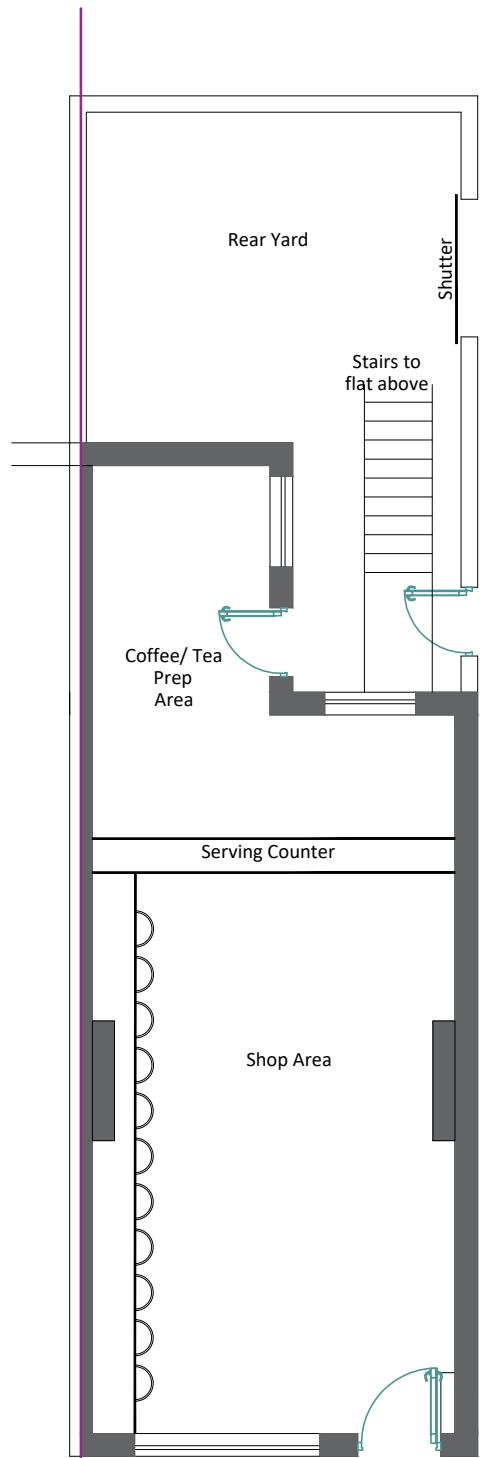 Rear Yard
Shutter
Stairs to
flat above
Coffee/ Tea
Prep
Area
Serving Counter
Shop Area